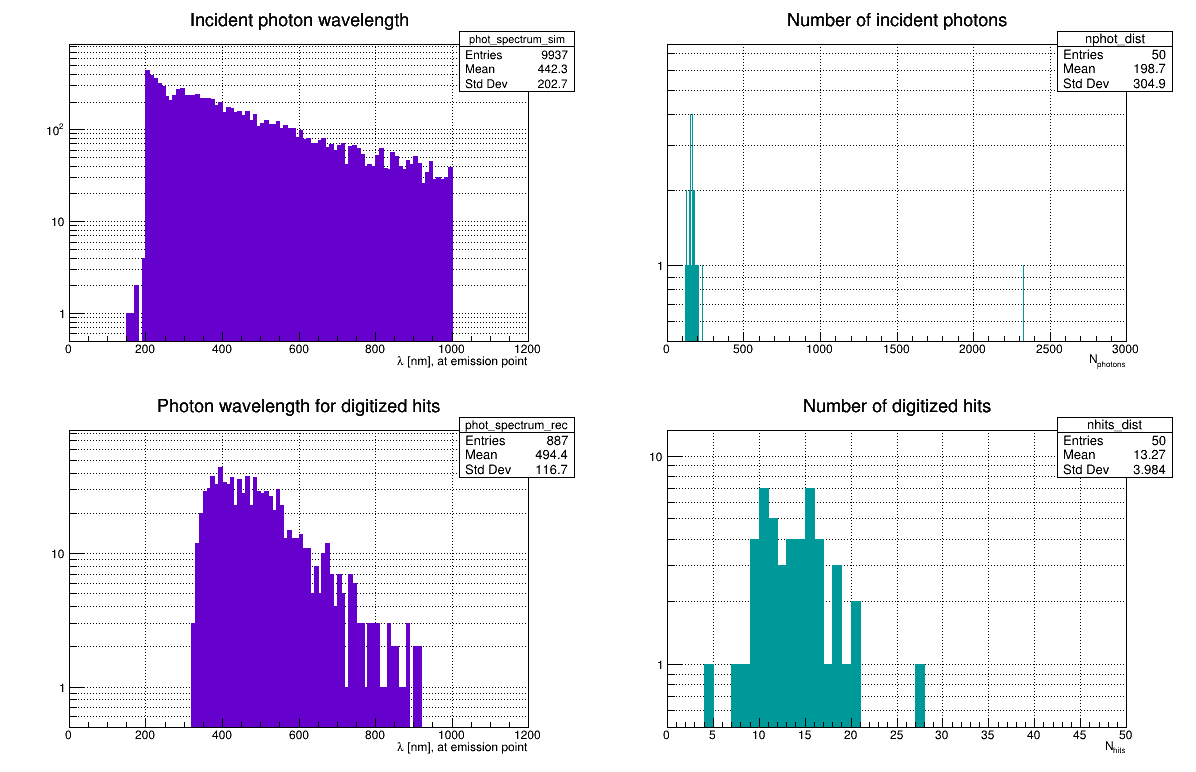 Incident photon wavelength
phot_spectrum_sim
Entries 9937
Mean 442.3
Std Dev 202.7
10²
10
1
0 200 400 600 800 1000 1200
λ [nm], at emission point
Number of incident photons
nphot_dist
Entries 50
Mean 198.7
Std Dev 304.9
1
0 500 1000 1500 2000 2500 3000
Nphotons
Photon wavelength for digitized hits
phot_spectrum_rec
Entries 887
Mean 494.4
Std Dev 116.7
10
1
0 200 400 600 800 1000 1200
λ [nm], at emission point
Number of digitized hits
nhits_dist
Entries 50
Mean 13.27
Std Dev 3.984
10
1
0 5 10 15 20 25 30 35 40 45 50
Nhits